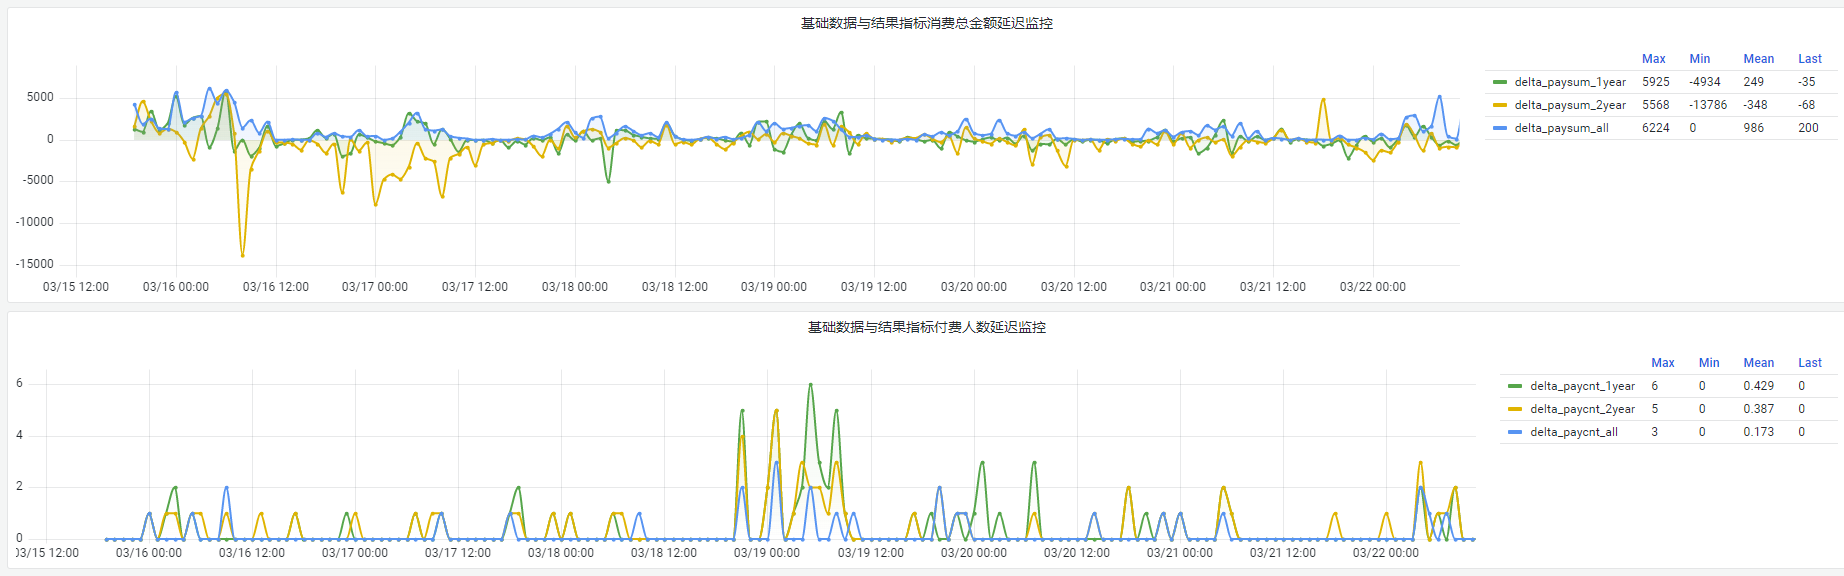 基础数据与结果指标消费总金额延迟监控
Max Min Mean Last
delta_paysum_1year 5925 -4934 249 -35
delta_paysum_2year 5568 -13786 -348 -68
delta_paysum_all 6224 0 986 200
5000
0
-5000
-10000
-15000
03/15 12:00 03/16 00:00 03/16 12:00 03/17 00:00 03/17 12:00 03/18 00:00 03/18 12:00 03/19 00:00 03/19 12:00 03/20 00:00 03/20 12:00 03/21 00:00 03/21 12:00 03/22 00:00
基础数据与结果指标付费人数延迟监控
Max Min Mean Last
delta_paycnt_1year 6 0 0.429 0
delta_paycnt_2year 5 0 0.387 0
delta_paycnt_all 3 0 0.173 0
6
4
2
0
03/15 12:00 03/16 00:00 03/16 12:00 03/17 00:00 03/17 12:00 03/18 00:00 03/18 12:00 03/19 00:00 03/19 12:00 03/20 00:00 03/20 12:00 03/21 00:00 03/21 12:00 03/22 00:00